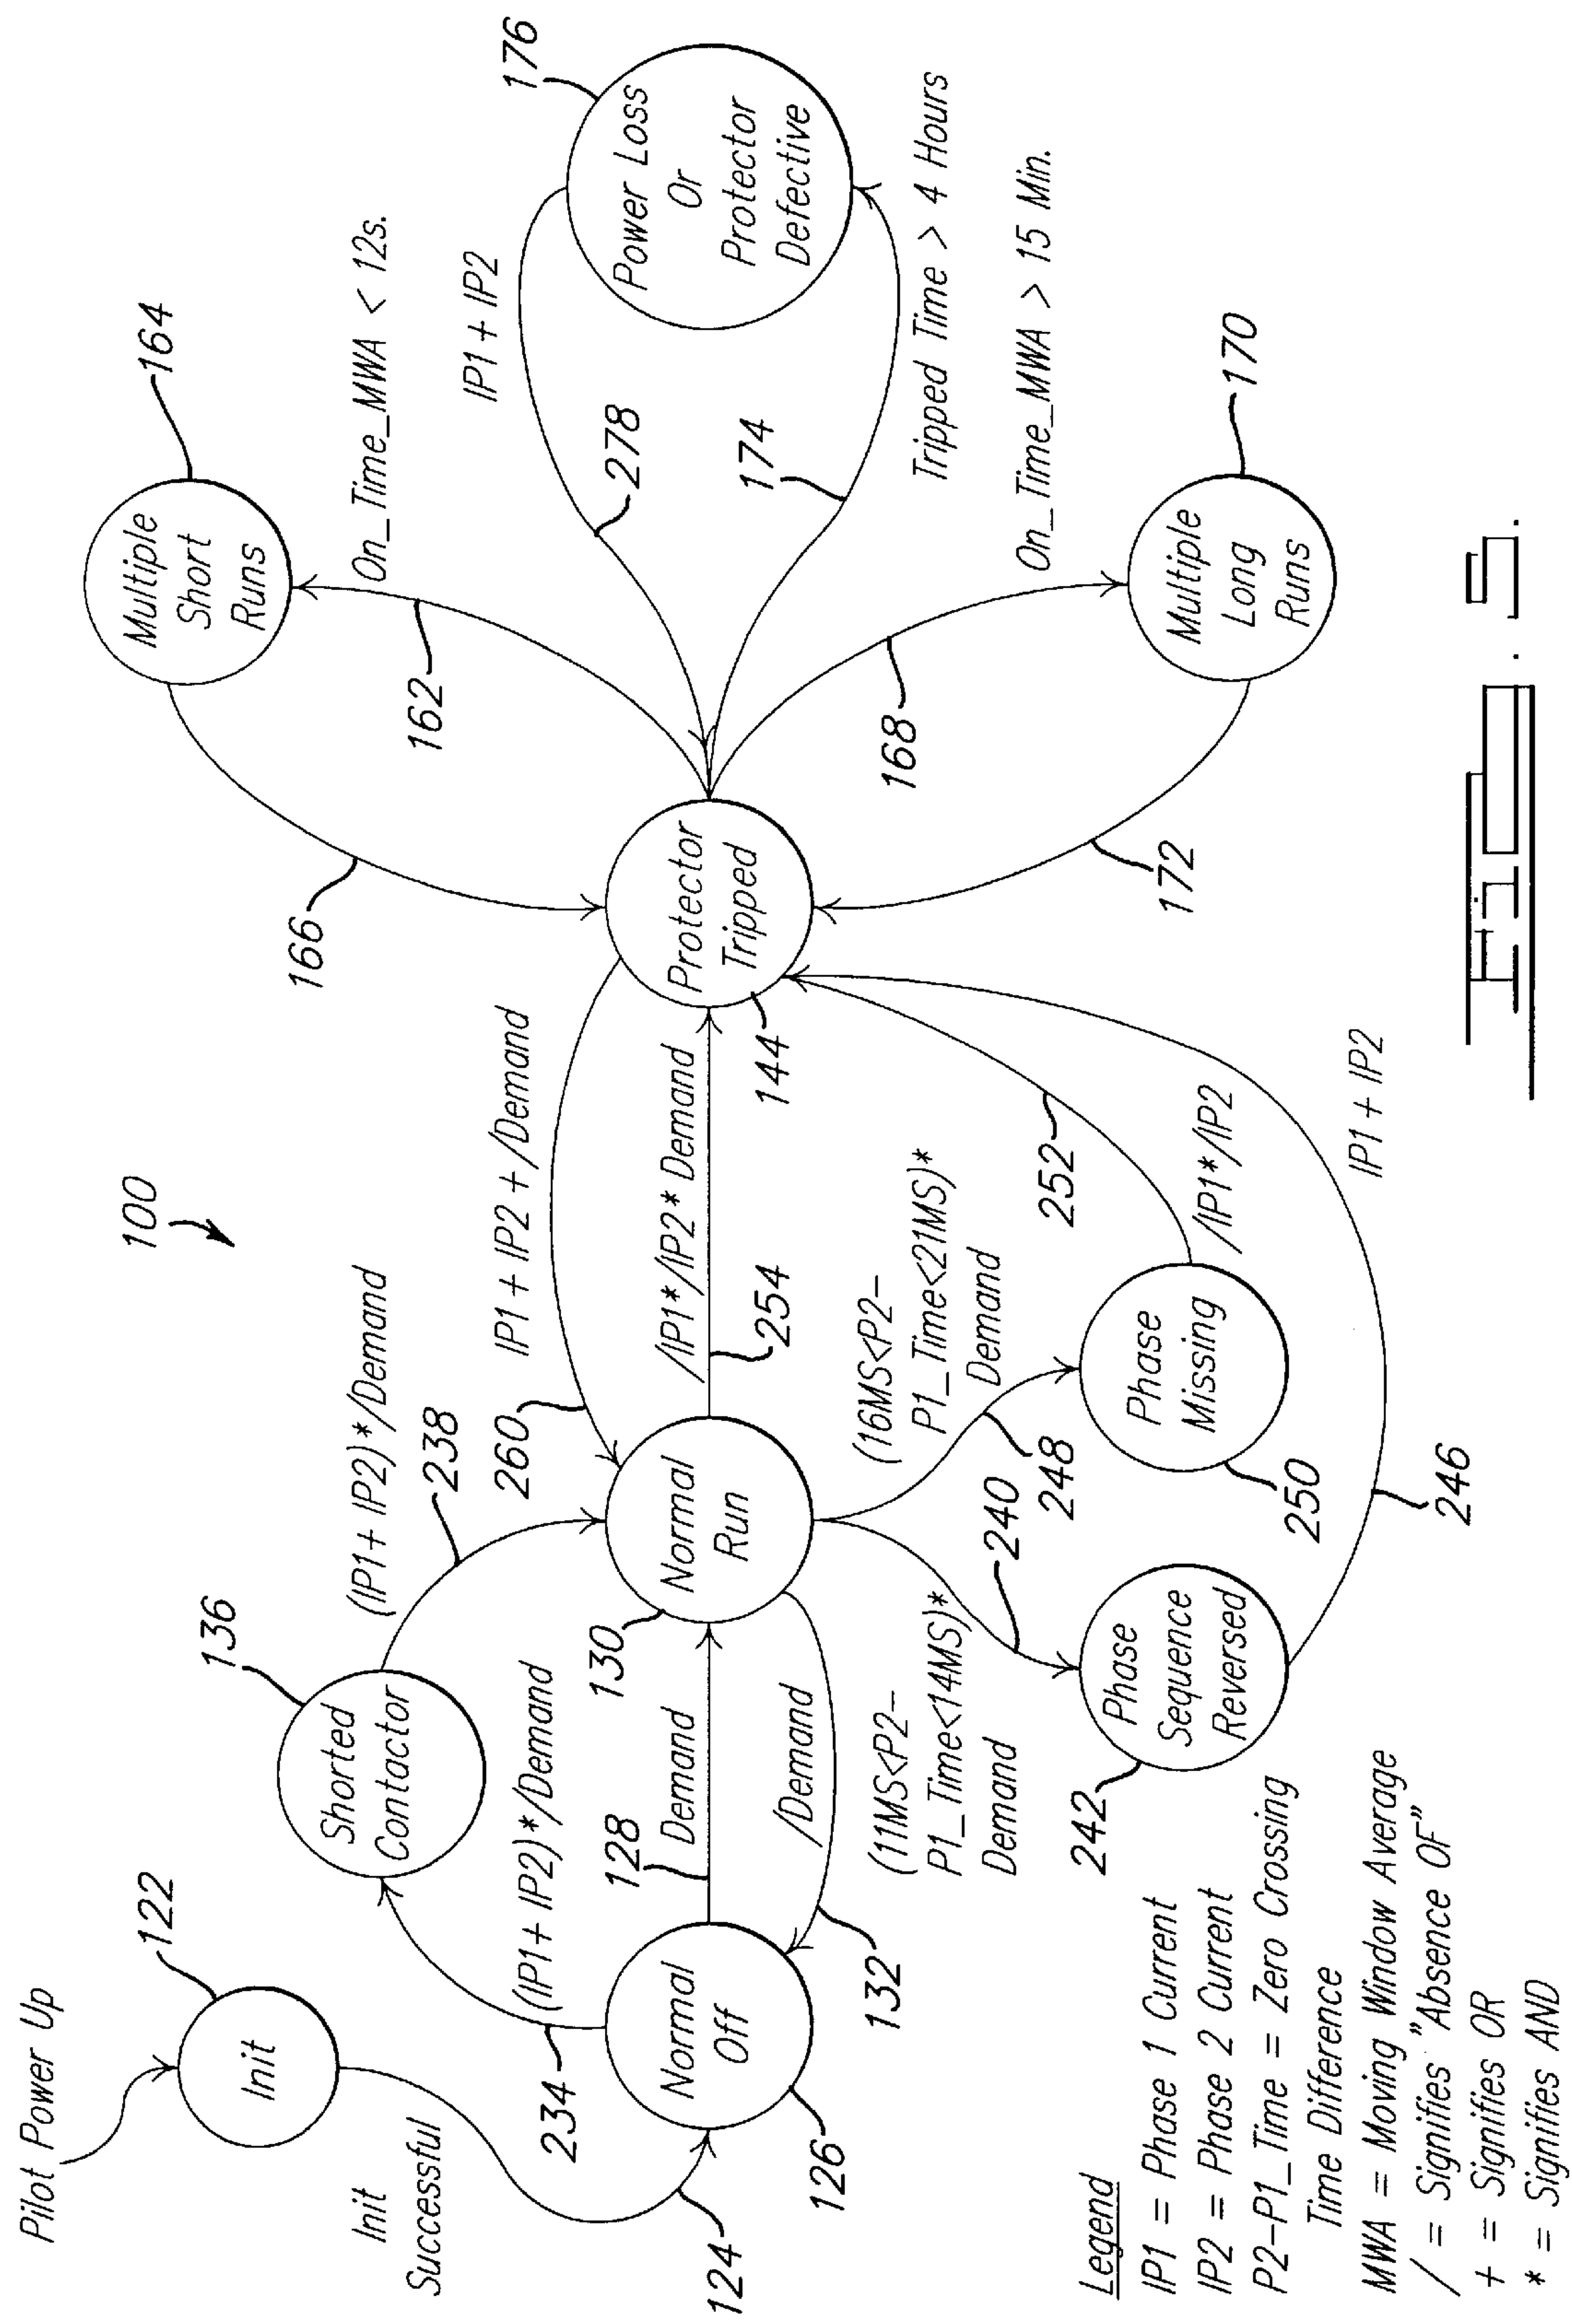 Pilot Power Up
122
Init
Init
Successful
124
100
136
Shorted
Contactor
(IP1+ IP2)*/Demand
238
234
(IP1+ IP2)*/Demand
Normal
Off
126
128
Demand
/Demand
132
130
Normal
Run
260
IP1 + IP2 + /Demand
/IP1*/IP2* Demand
254
144
Protector
Tripped
(11MS<P2-
P1_Time<14MS)*
Demand
240
(16MS<P2-
P1_Time<21MS)*
Demand
248
242
Phase
Sequence
Reversed
Phase
Missing
250
252
/IP1*/IP2
246
IP1 + IP2
166
162
164
Multiple
Short
Runs
On_Time_MWA < 12s.
IP1 + IP2
278
176
Power Loss
Or
Protector
Defective
174
Tripped Time > 4 Hours
168
On_Time_MWA > 15 Min.
170
Multiple
Long
Runs
172
Legend
IP1 = Phase 1 Current
IP2 = Phase 2 Current
P2-P1_Time = Zero Crossing
Time Difference
MWA = Moving Window Average
/ = Signifies "Absence OF"
+ = Signifies OR
* = Signifies AND
Fig. 5.